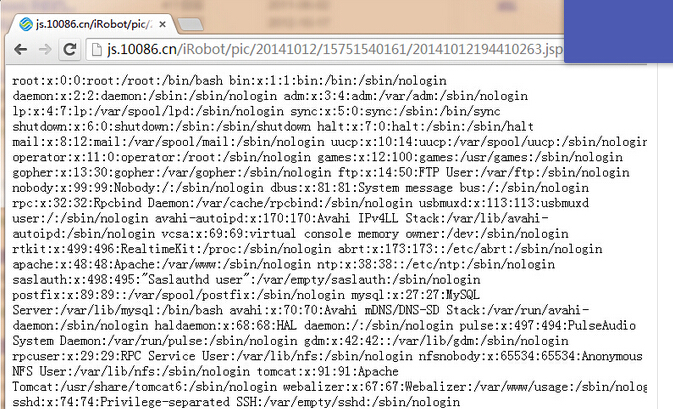 js.10086.cn/iRobot/pic/2
js.10086.cn/iRobot/pic/20141012/15751540161/20141012194410263.jsp
root:x:0:0:root:/root:/bin/bash bin:x:1:1:bin:/bin:/sbin/nologin
daemon:x:2:2:daemon:/sbin:/sbin/nologin adm:x:3:4:adm:/var/adm:/sbin/nologin
lp:x:4:7:lp:/var/spool/lpd:/sbin/nologin sync:x:5:0:sync:/sbin:/bin/sync
shutdown:x:6:0:shutdown:/sbin:/sbin/shutdown halt:x:7:0:halt:/sbin:/sbin/halt
mail:x:8:12:mail:/var/spool/mail:/sbin/nologin uucp:x:10:14:uucp:/var/spool/uucp:/sbin/nologin
operator:x:11:0:operator:/root:/sbin/nologin games:x:12:100:games:/usr/games:/sbin/nologin
gopher:x:13:30:gopher:/var/gopher:/sbin/nologin ftp:x:14:50:FTP User:/var/ftp:/sbin/nologin
nobody:x:99:99:Nobody:/:/sbin/nologin dbus:x:81:81:System message bus:/:/sbin/nologin
rpc:x:32:32:Rpcbind Daemon:/var/cache/rpcbind:/sbin/nologin usbmuxd:x:113:113:usbmuxd
user:/:/sbin/nologin avahi-autoipd:x:170:170:Avahi IPv4LL Stack:/var/lib/avahi-
autoipd:/sbin/nologin vcsa:x:69:69:virtual console memory owner:/dev:/sbin/nologin
rtkit:x:499:496:RealtimeKit:/proc:/sbin/nologin abrt:x:173:173::/etc/abrt:/sbin/nologin
apache:x:48:48:Apache:/var/www:/sbin/nologin ntp:x:38:38::/etc/ntp:/sbin/nologin
saslauth:x:498:495:"Saslauthd user":/var/empty/saslauth:/sbin/nologin
postfix:x:89:89::/var/spool/postfix:/sbin/nologin mysql:x:27:27:MySQL
Server:/var/lib/mysql:/bin/bash avahi:x:70:70:Avahi mDNS/DNS-SD Stack:/var/run/avahi-
daemon:/sbin/nologin haldaemon:x:68:68:HAL daemon:/:/sbin/nologin pulse:x:497:494:PulseAudio
System Daemon:/var/run/pulse:/sbin/nologin gdm:x:42:42::/var/lib/gdm:/sbin/nologin
rpcuser:x:29:29:RPC Service User:/var/lib/nfs:/sbin/nologin nfsnobody:x:65534:65534:Anonymous
NFS User:/var/lib/nfs:/sbin/nologin tomcat:x:91:91:Apache
Tomcat:/usr/share/tomcat6:/sbin/nologin webalizer:x:67:67:Webalizer:/var/www/usage:/sbin/nolog
sshd:x:74:74:Privilege-separated SSH:/var/empty/sshd:/sbin/nologin